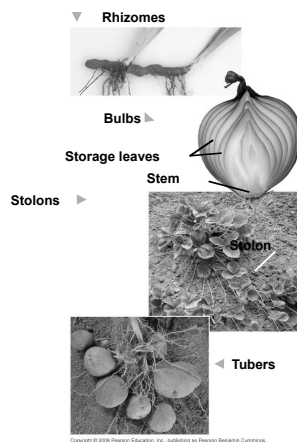 Rhizomes
Bulbs
Storage leaves
Stem
Stolons
Stolon
Tubers
Copyright © 2008 Pearson Education, Inc., publishing as Pearson Benjamin Cummings.